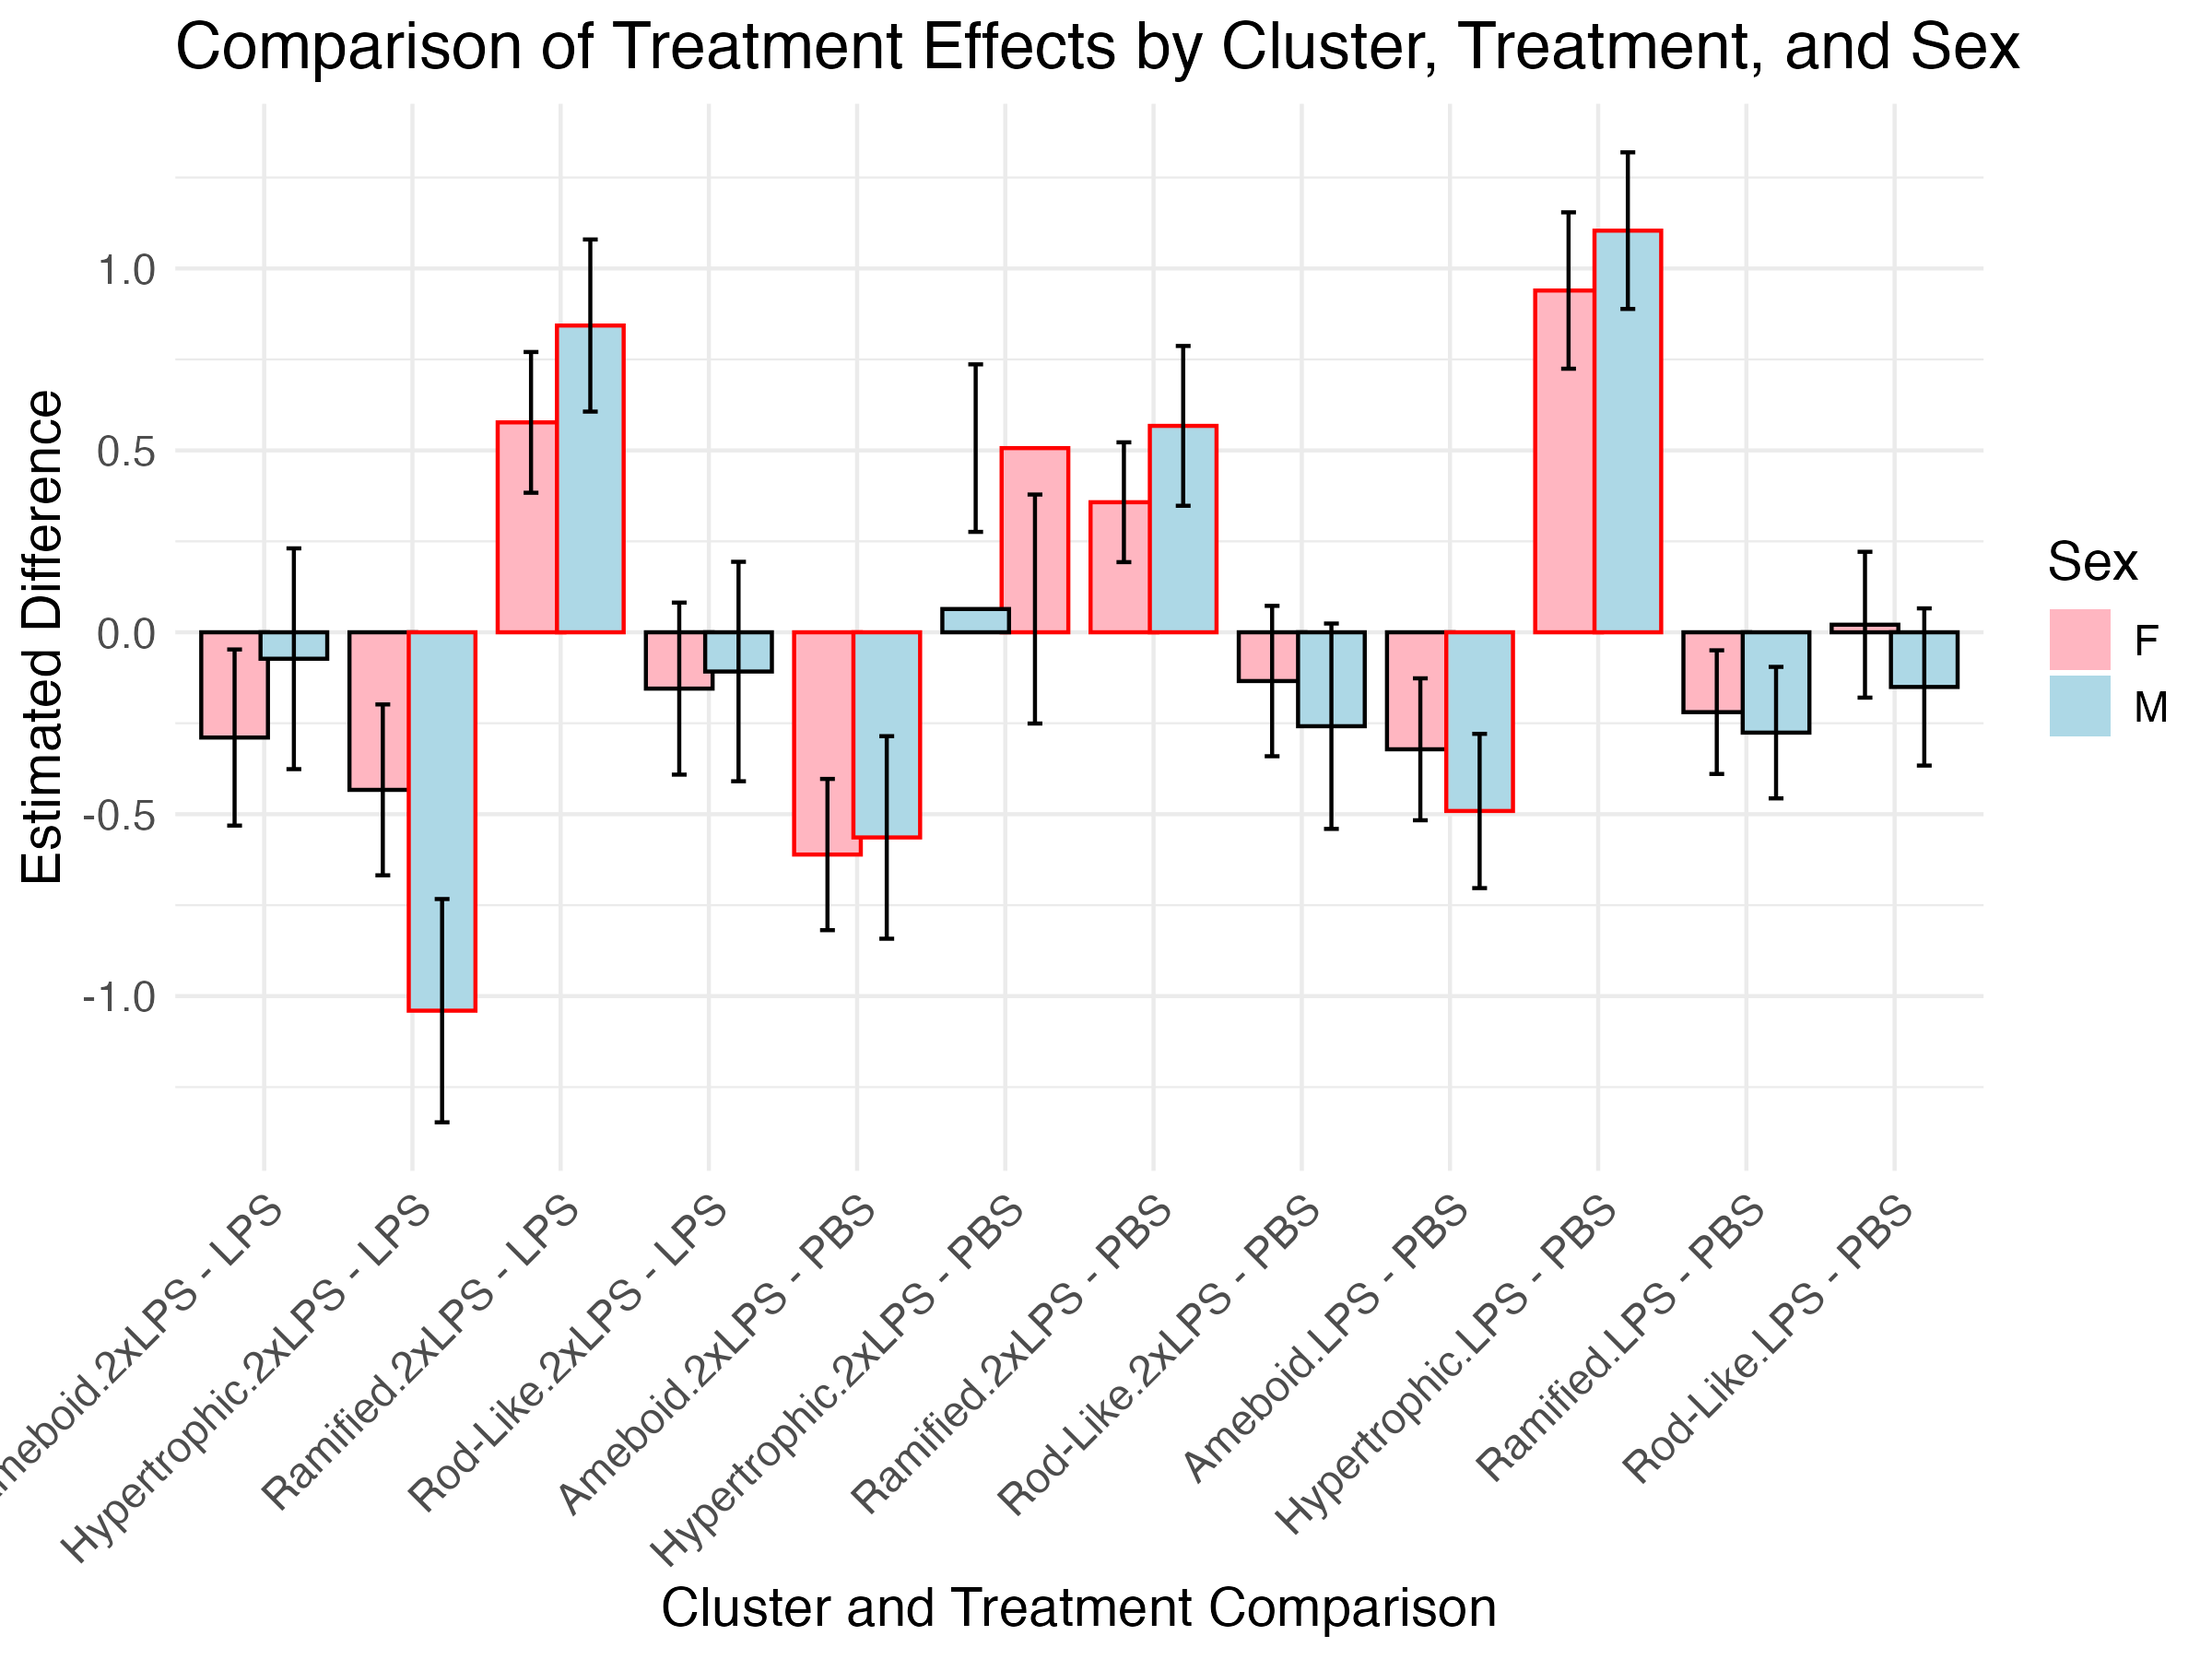 Comparison of Treatment Effects by Cluster, Treatment, and Sex
Estimated Difference
1.0
0.5
0.0
-0.5
-1.0
meboid.2xLPS - LPS
Hypertrophic.2xLPS - LPS
Ramified.2xLPS - LPS
Rod-Like.2xLPS - LPS
Ameboid.2xLPS - PBS
Hypertrophic.2xLPS - PBS
Ramified.2xLPS - PBS
Rod-Like.2xLPS - PBS
Ameboid.LPS - PBS
Hypertrophic.LPS - PBS
Ramified.LPS - PBS
Rod-Like.LPS - PBS
Cluster and Treatment Comparison
Sex
F
M